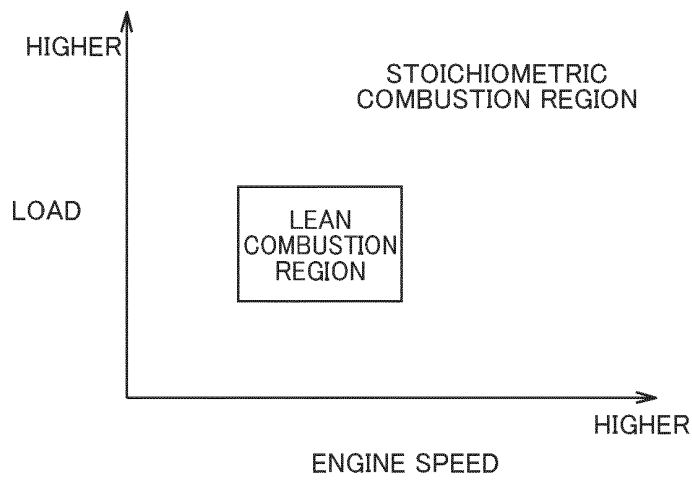 HIGHER
STOICHIOMETRIC
COMBUSTION REGION
LOAD
LEAN
COMBUSTION
REGION
HIGHER
ENGINE SPEED